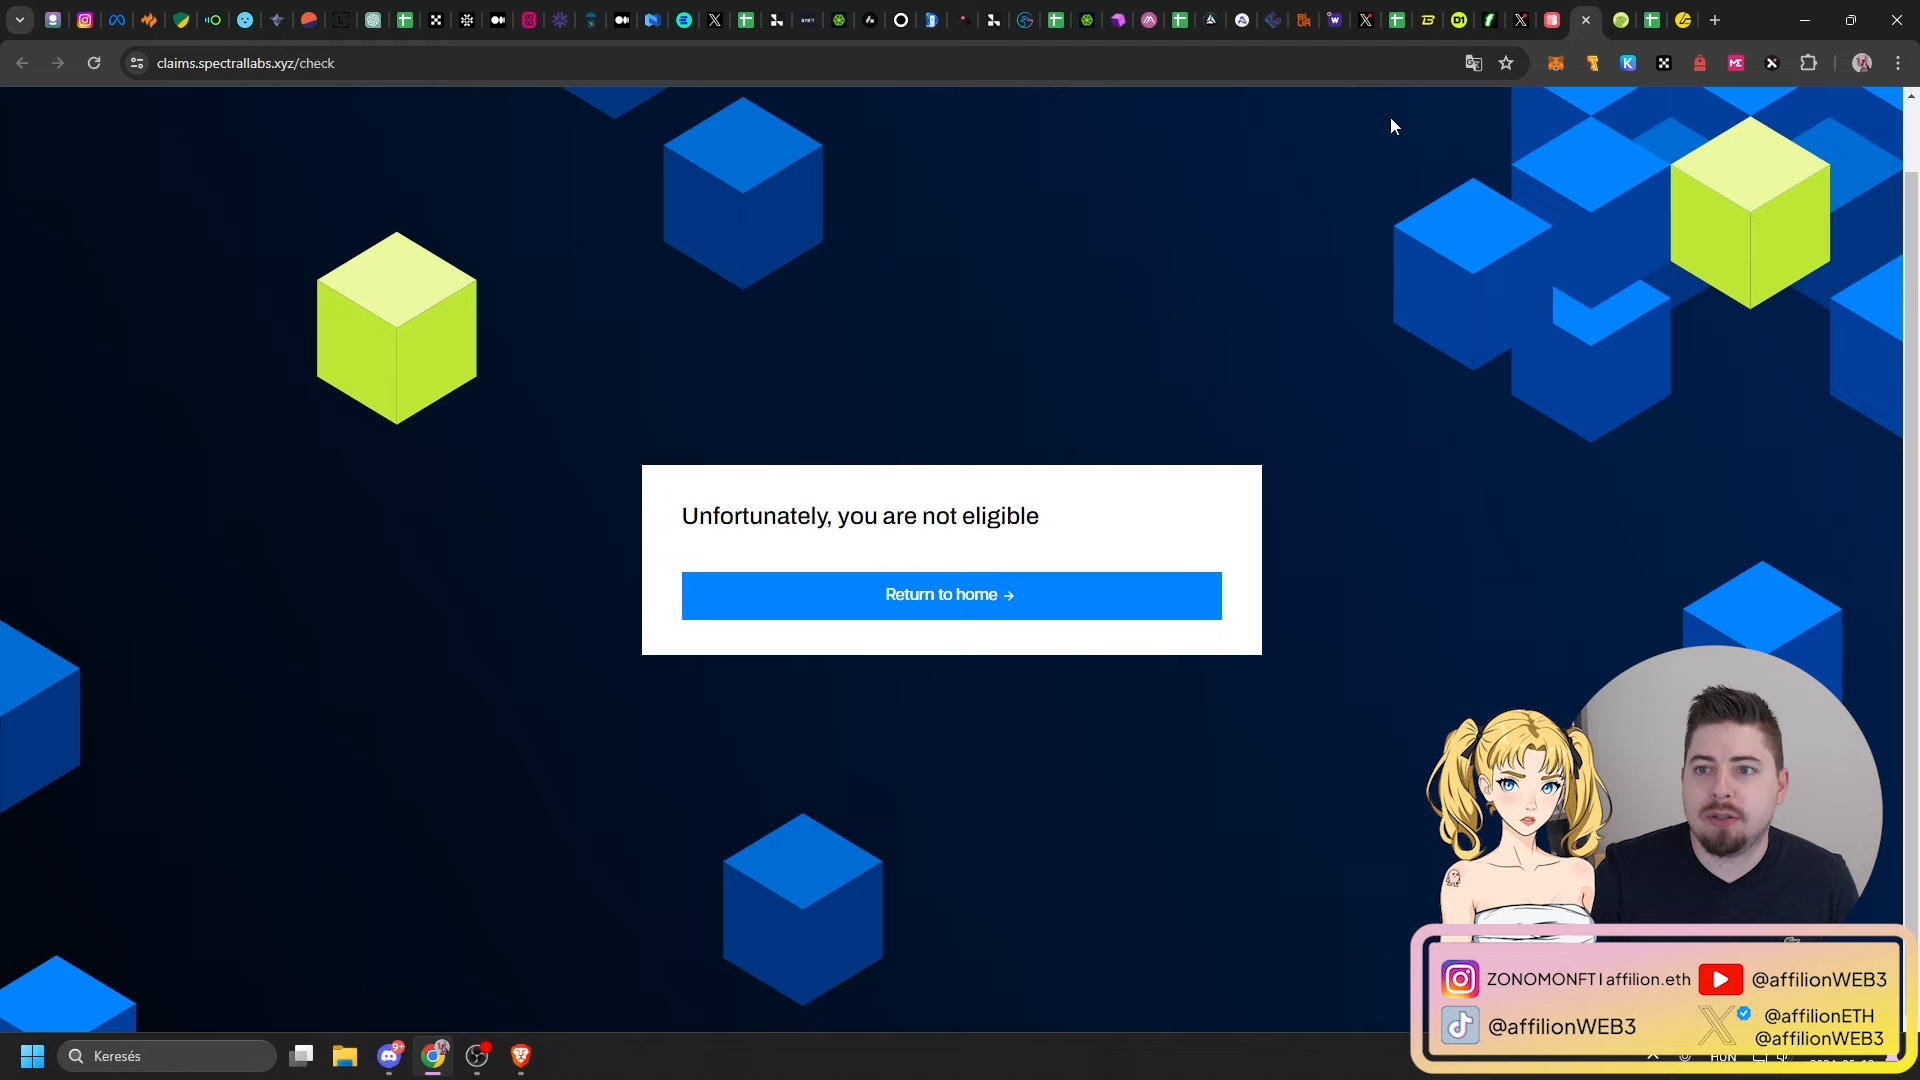 claims.spectrallabs.xyz/check
Unfortunately, you are not eligible
Return to home →
ZONOMONFT | affilion.eth
@affilionWEB3
@affilionWEB3
@affilionETH
@affilionWEB3
Keresés
9+
HUN